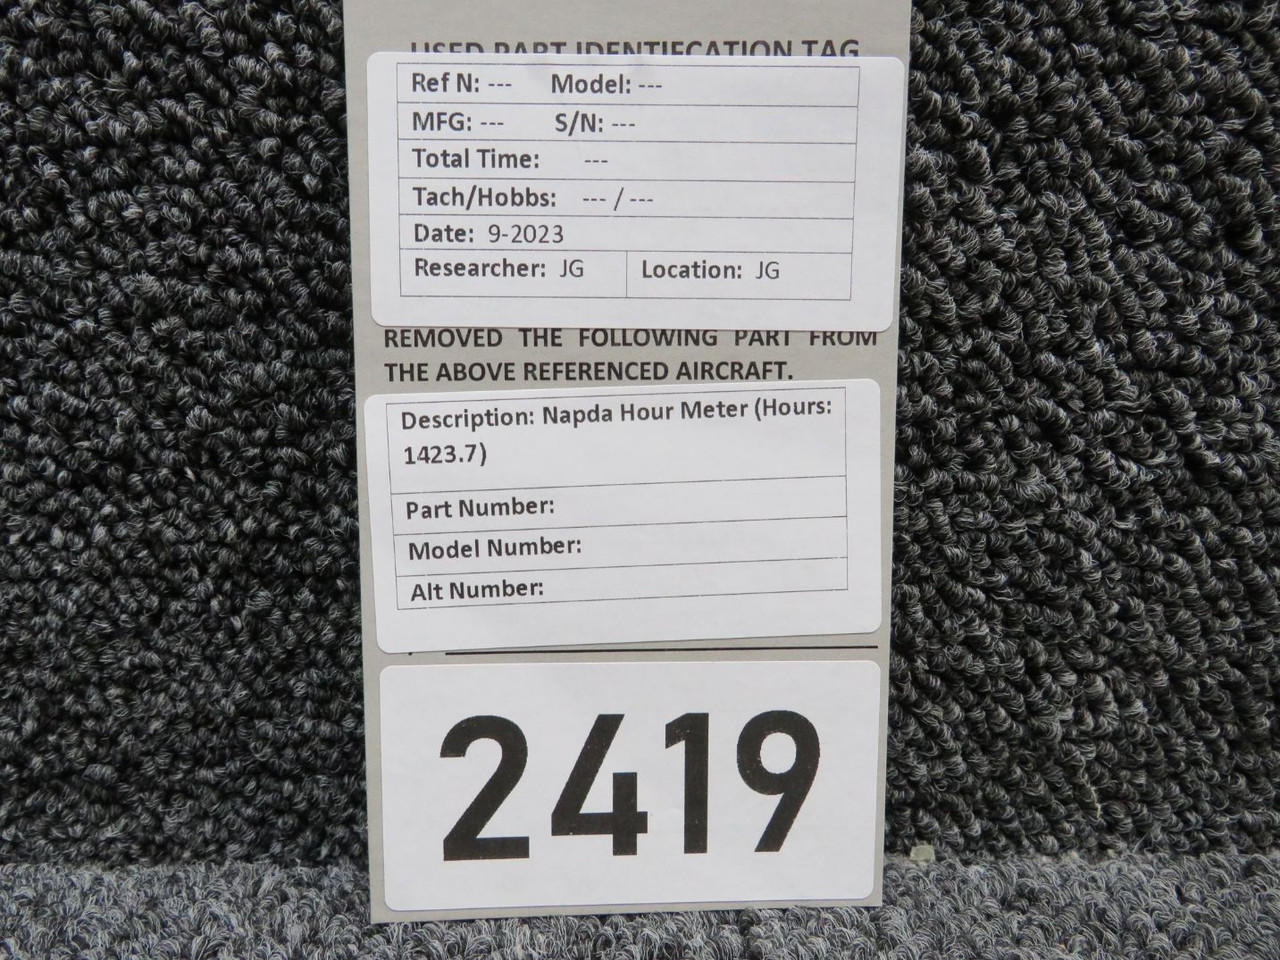 USED PART IDENTIFICATION TAG
Ref N: --- Model: ---
MFG: --- S/N: ---
Total Time: ---
Tach/Hobbs: --- / ---
Date: 9-2023
Researcher: JG Location: JG
REMOVED THE FOLLOWING PART FROM
THE ABOVE REFERENCED AIRCRAFT.
Description: Napda Hour Meter (Hours:
1423.7)
Part Number:
Model Number:
Alt Number:
2419